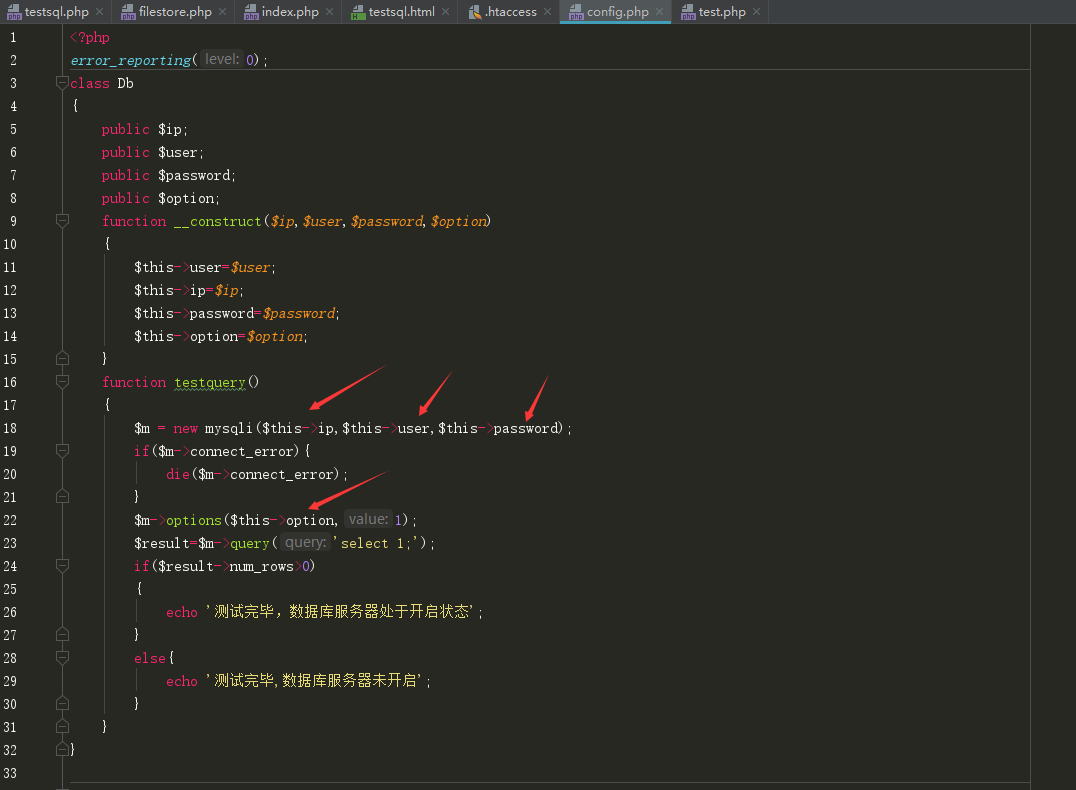 testsql.php filestore.php index.php testsql.html .htaccess config.php test.php
1 <?php
2 error_reporting( level: 0);
3 class Db
4 {
5 public $ip;
6 public $user;
7 public $password;
8 public $option;
9 function __construct($ip,$user,$password,$option)
10 {
11 $this->user=$user;
12 $this->ip=$ip;
13 $this->password=$password;
14 $this->option=$option;
15 }
16 function testquery()
17 {
18 $m = new mysqli($this->ip,$this->user,$this->password);
19 if($m->connect_error){
20 die($m->connect_error);
21 }
22 $m->options($this->option, value: 1);
23 $result=$m->query( query: 'select 1;');
24 if($result->num_rows>0)
25 {
26 echo '测试完毕，数据库服务器处于开启状态';
27 }
28 else{
29 echo '测试完毕,数据库服务器未开启';
30 }
31 }
32 }
33